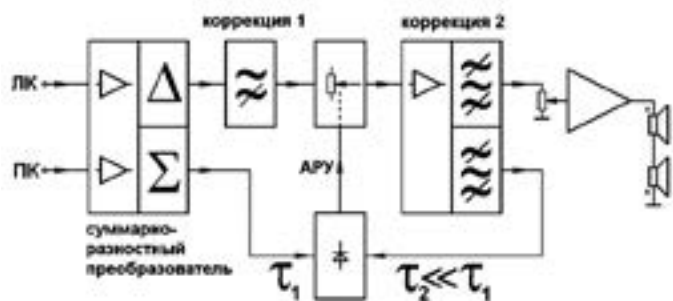 коррекция 1
коррекция 2
ЛК
Δ
ПК
Σ
АРУ
суммарно-
разностный
преобразователь
τ₁
τ₂≪τ₁